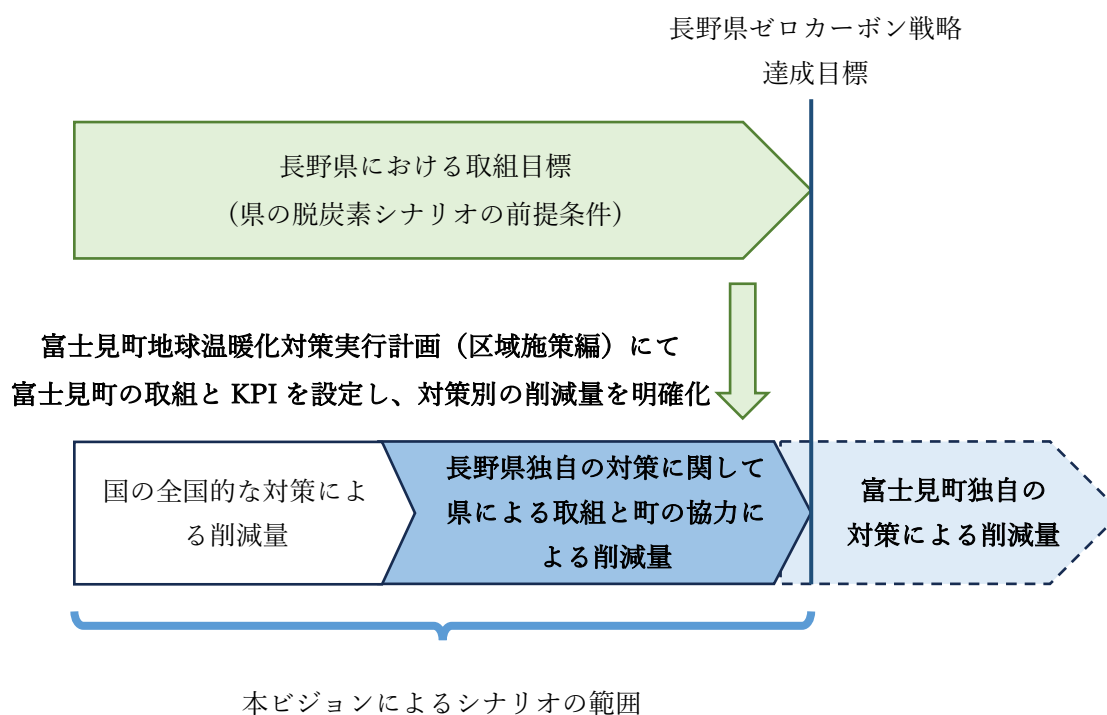 長野県ゼロカーボン戦略
達成目標
長野県における取組目標
（県の脱炭素シナリオの前提条件）
富士見町地球温暖化対策実行計画（区域施策編）にて
富士見町の取組と KPI を設定し、対策別の削減量を明確化
国の全国的な対策によ
る削減量
長野県独自の対策に関して
県による取組と町の協力に
よる削減量
富士見町独自の
対策による削減量
本ビジョンによるシナリオの範囲